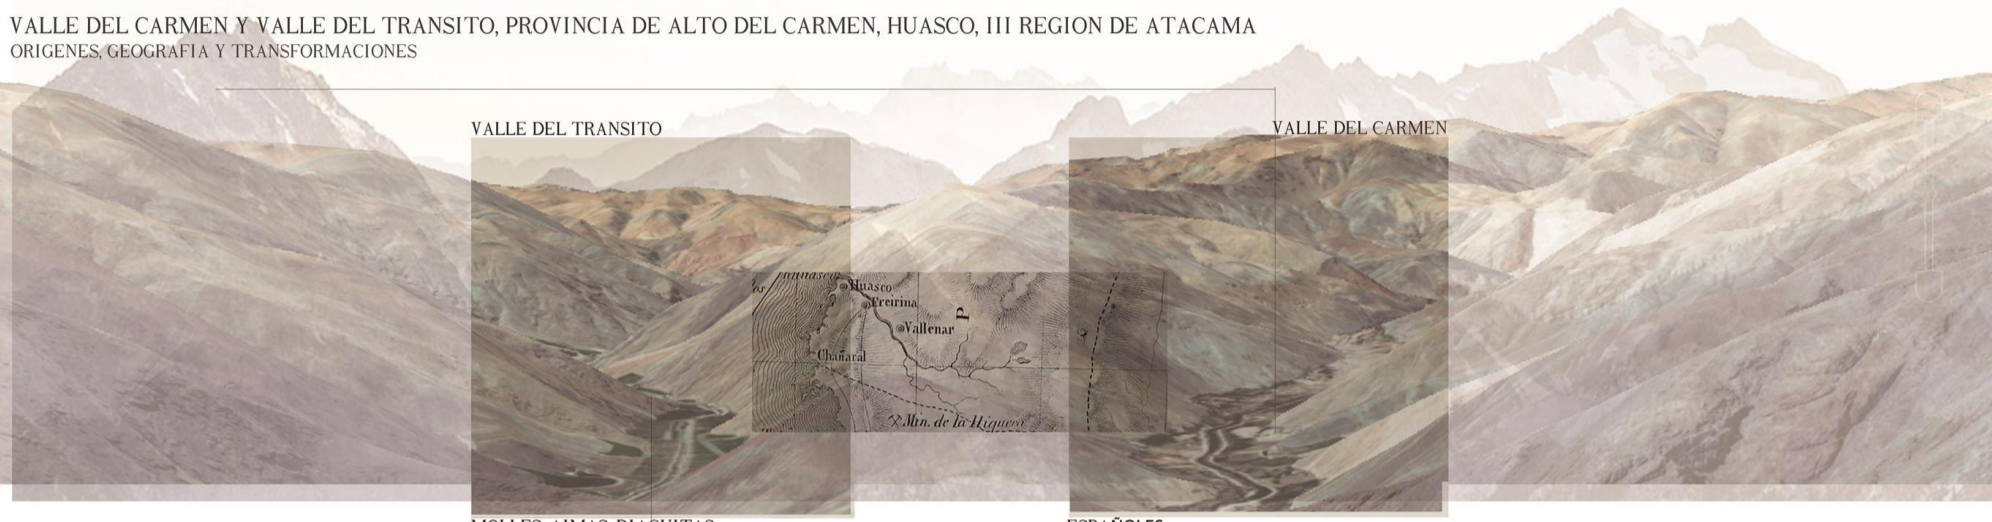 VALLE DEL CARMEN Y VALLE DEL TRANSITO, PROVINCIA DE ALTO DEL CARMEN, HUASCO, III REGION DE ATACAMA
ORIGENES, GEOGRAFIA Y TRANSFORMACIONES
VALLE DEL TRANSITO
VALLE DEL CARMEN
Huasco
Freirina
P
Vallenar
Chañaral
Min. de la Higuera
ESPAÑOLES